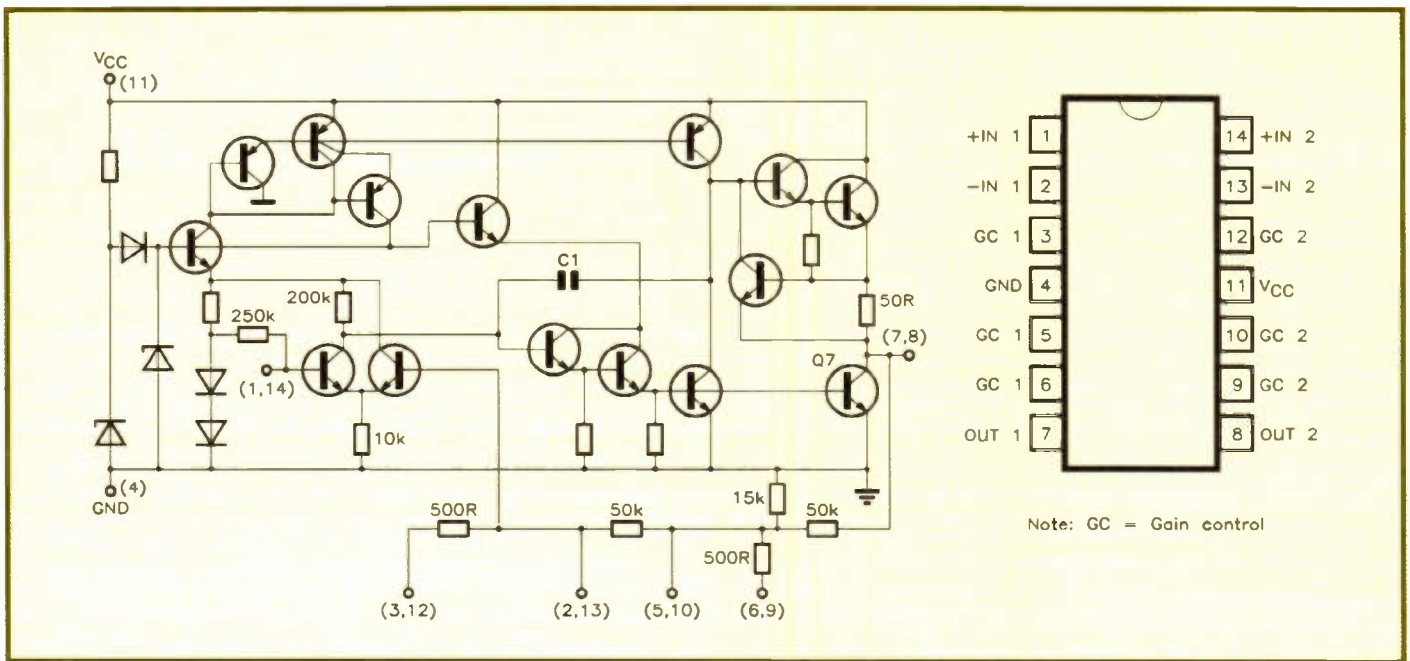 VCC
(11)
C1
200k
250k
50R
(7,8)
(1,14)
Q7
10k
(4)
GND
15k
500R
50k
50k
500R
(3,12)
(2,13)
(5,10)
(6,9)
+IN 1 1 14 +IN 2
-IN 1 2 13 -IN 2
GC 1 3 12 GC 2
GND 4 11 VCC
GC 1 5 10 GC 2
GC 1 6 9 GC 2
OUT 1 7 8 OUT 2
Note: GC = Gain control